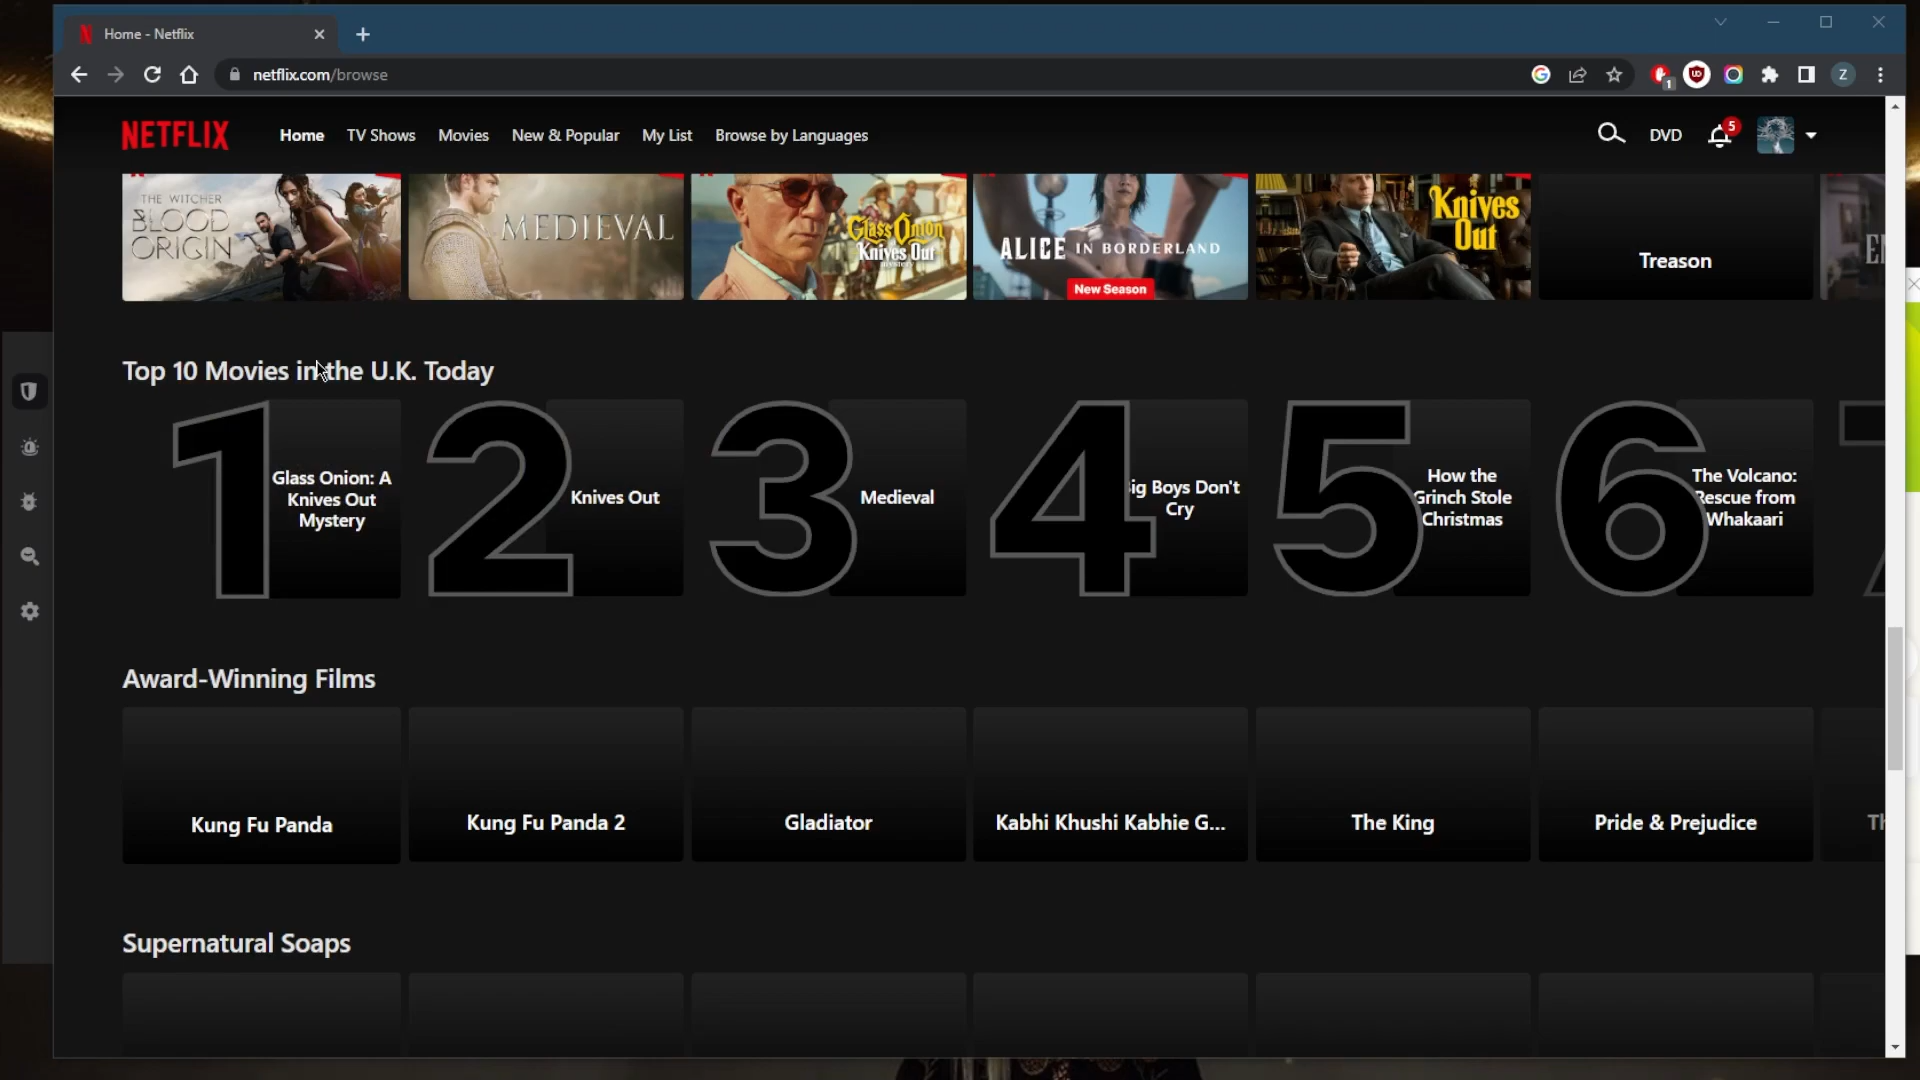 Home - Netflix
netflix.com/browse
1
Z
NETFLIX
Home TV Shows Movies New & Popular My List Browse by Languages
DVD
5
THE WITCHER
BLOOD
ORIGIN
MEDIEVAL
Glass Onion
Knives Out
ALICE IN BORDERLAND
New Season
Knives
Out
Treason
Top 10 Movies in the U.K. Today
1
Glass Onion: A
Knives Out
Mystery
2
Knives Out
3
Medieval
4
ig Boys Don't
Cry
5
How the
Grinch Stole
Christmas
6
The Volcano:
Rescue from
Whakaari
Award-Winning Films
Kung Fu Panda
Kung Fu Panda 2
Gladiator
Kabhi Khushi Kabhie G...
The King
Pride & Prejudice
Supernatural Soaps